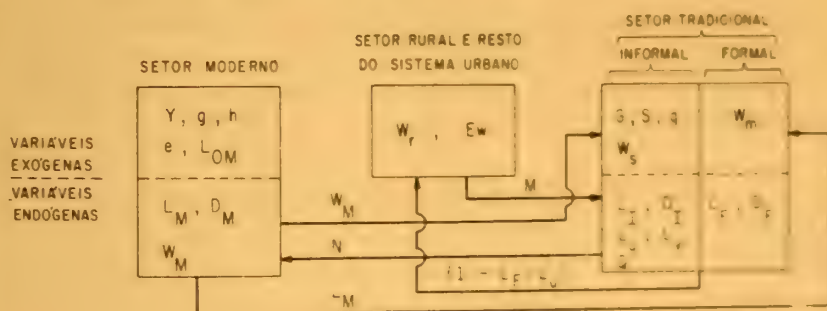 SETOR TRADICIONAL
SETOR RURAL E RESTO DO SISTEMA URBANO
INFORMAL FORMAL
SETOR MODERNO
Y, g, h
e, L_OM
W_r, Ew
G, S, q
W_s
W_m
VARIÁVEIS EXÓGENAS
VARIÁVEIS ENDÓGENAS
L_M, D_M
W_M
W_M
M
N